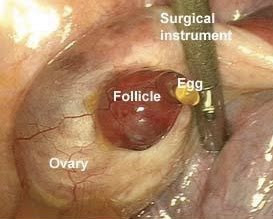 Surgical
instrument
Egg
Follicle
Ovary